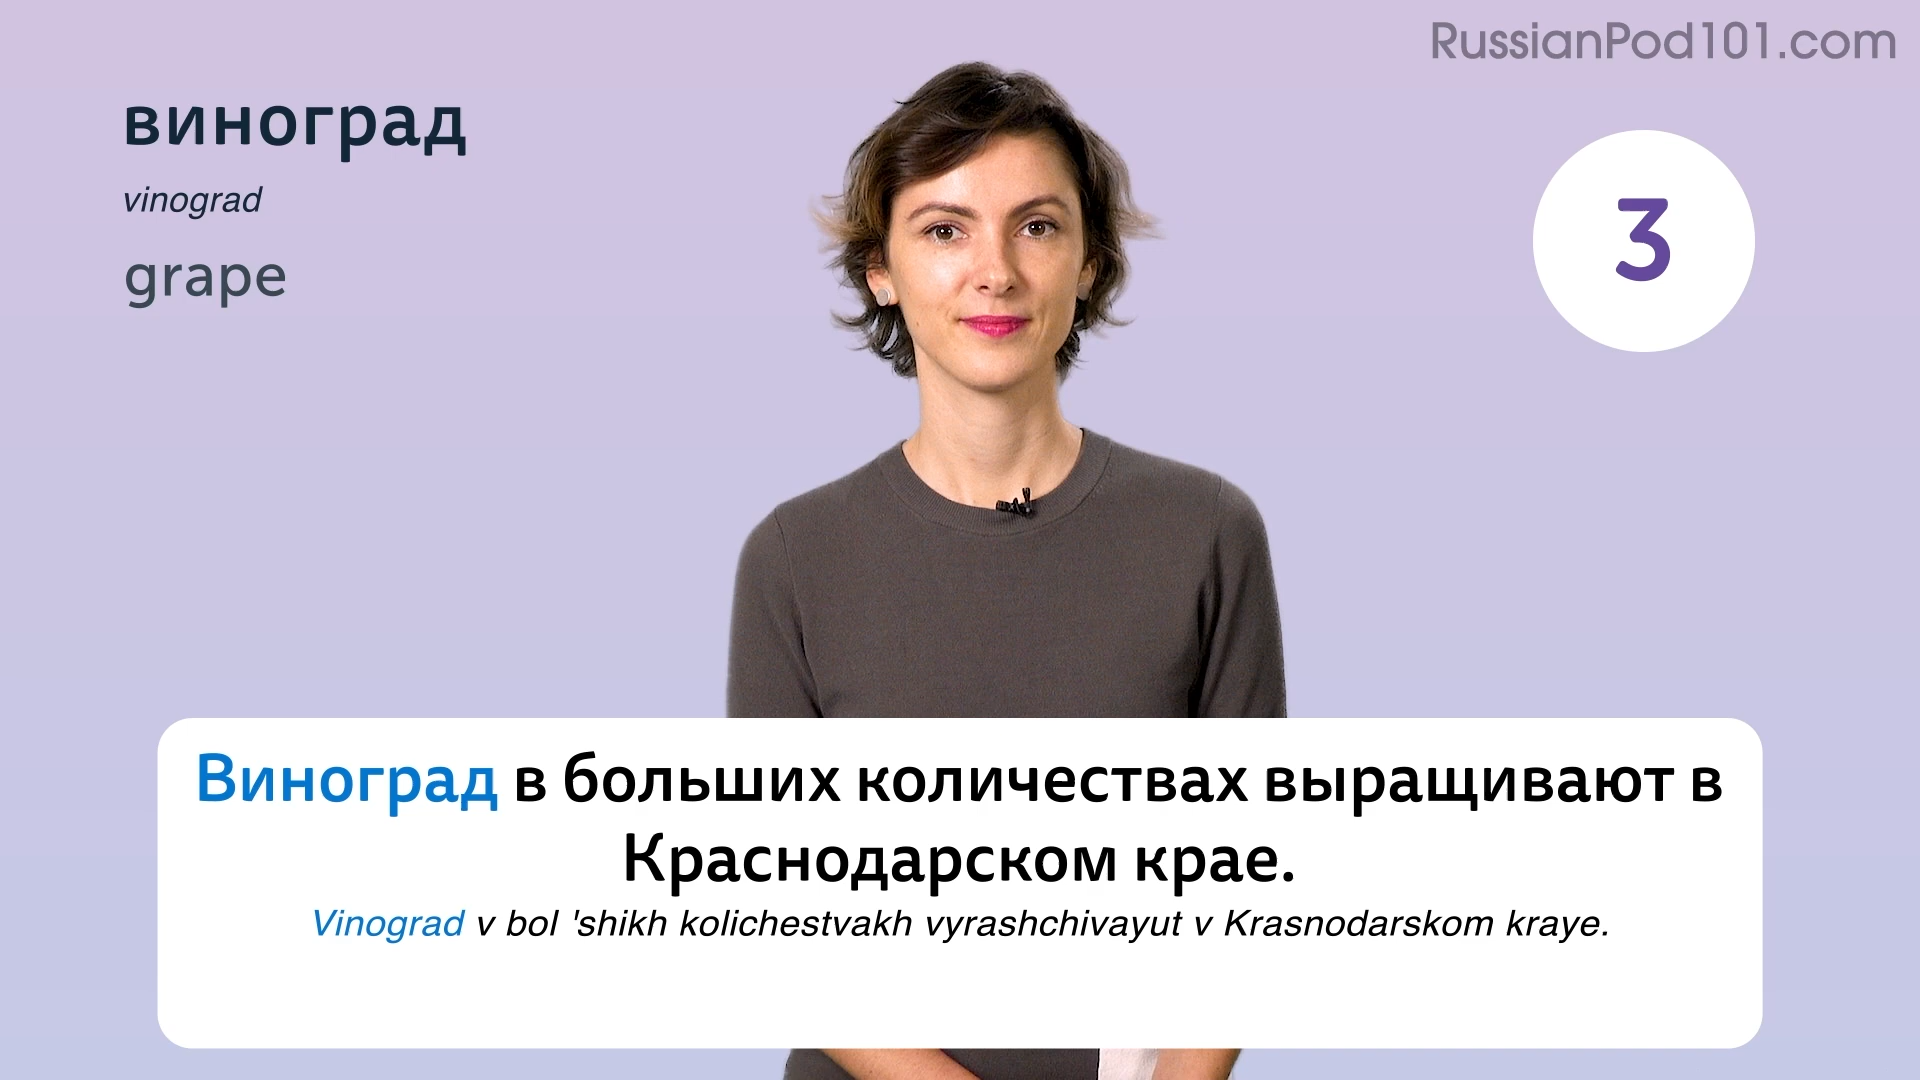 RussianPod101.com
виноград
vinograd
grape
3
Виноград в больших количествах выращивают в
Краснодарском крае.
Vinograd v bol 'shikh kolichestvakh vyrashchivayut v Krasnodarskom kraye.